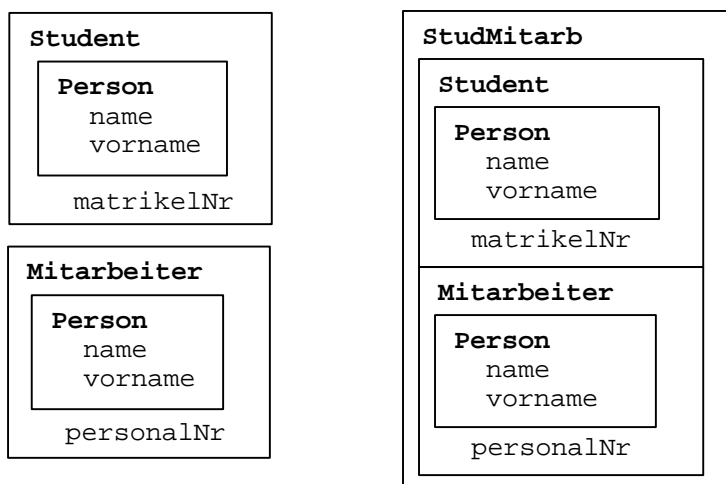 Student
Person
name
vorname
matrikelNr
Mitarbeiter
Person
name
vorname
personalNr
StudMitarb
Student
Person
name
vorname
matrikelNr
Mitarbeiter
Person
name
vorname
personalNr